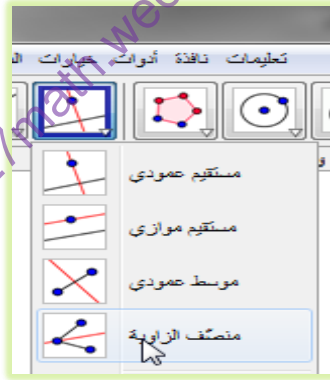 تعليمات نافذة أدوات خيارات
مستقيم عمودي
مستقيم موازي
موسط عمودي
منصّف الزاوية